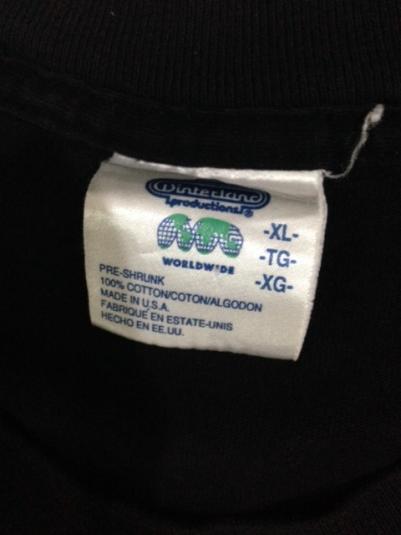 Winterland
productions®
WORLDWIDE
-XL-
-TG-
-XG-
PRE-SHRUNK
100% COTTON/COTON/ALGODON
MADE IN U.S.A.
FABRIQUE EN ESTATE-UNIS
HECHO EN EE.UU.